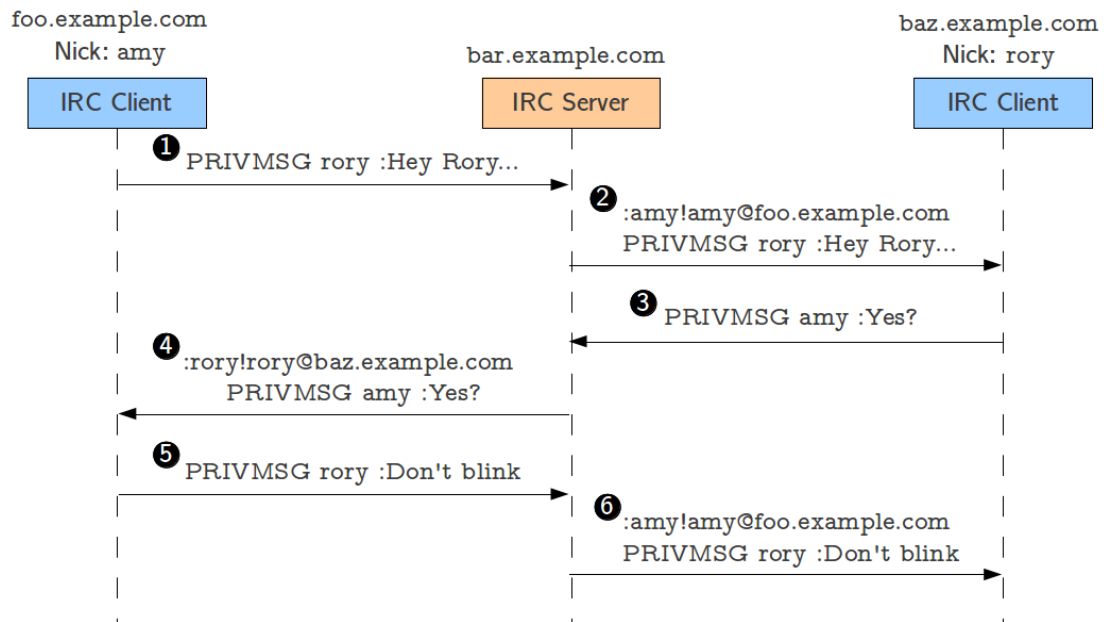 foo.example.com
Nick: amy
bar.example.com
baz.example.com
Nick: rory
IRC Client
IRC Server
IRC Client
1
PRIVMSG rory :Hey Rory...
2
:amy!amy@foo.example.com
PRIVMSG rory :Hey Rory...
3
PRIVMSG amy :Yes?
4
:rory!rory@baz.example.com
PRIVMSG amy :Yes?
5
PRIVMSG rory :Don't blink
6
:amy!amy@foo.example.com
PRIVMSG rory :Don't blink